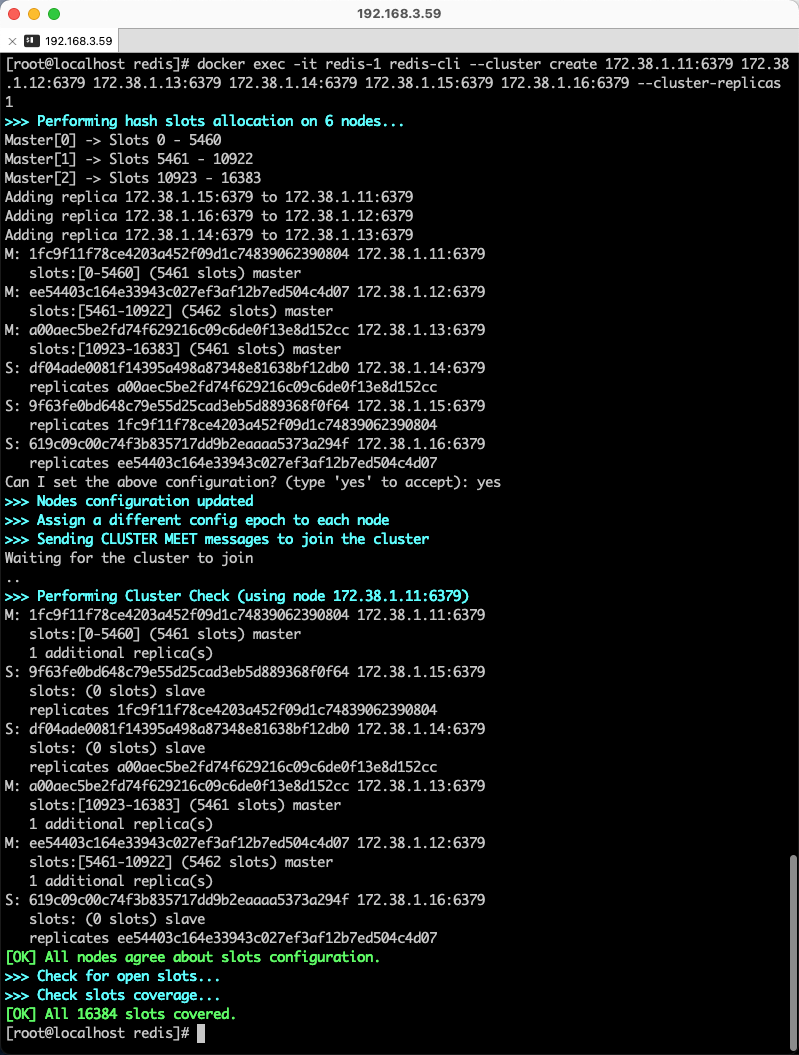 192.168.3.59
192.168.3.59
[root@localhost redis]# docker exec -it redis-1 redis-cli --cluster create 172.38.1.11:6379 172.38
.1.12:6379 172.38.1.13:6379 172.38.1.14:6379 172.38.1.15:6379 172.38.1.16:6379 --cluster-replicas
1
>>> Performing hash slots allocation on 6 nodes...
Master[0] -> Slots 0 - 5460
Master[1] -> Slots 5461 - 10922
Master[2] -> Slots 10923 - 16383
Adding replica 172.38.1.15:6379 to 172.38.1.11:6379
Adding replica 172.38.1.16:6379 to 172.38.1.12:6379
Adding replica 172.38.1.14:6379 to 172.38.1.13:6379
M: 1fc9f11f78ce4203a452f09d1c74839062390804 172.38.1.11:6379
   slots:[0-5460] (5461 slots) master
M: ee54403c164e33943c027ef3af12b7ed504c4d07 172.38.1.12:6379
   slots:[5461-10922] (5462 slots) master
M: a00aec5be2fd74f629216c09c6de0f13e8d152cc 172.38.1.13:6379
   slots:[10923-16383] (5461 slots) master
S: df04ade0081f14395a498a87348e81638bf12db0 172.38.1.14:6379
   replicates a00aec5be2fd74f629216c09c6de0f13e8d152cc
S: 9f63fe0bd648c79e55d25cad3eb5d889368f0f64 172.38.1.15:6379
   replicates 1fc9f11f78ce4203a452f09d1c74839062390804
S: 619c09c00c74f3b835717dd9b2eaaaa5373a294f 172.38.1.16:6379
   replicates ee54403c164e33943c027ef3af12b7ed504c4d07
Can I set the above configuration? (type 'yes' to accept): yes
>>> Nodes configuration updated
>>> Assign a different config epoch to each node
>>> Sending CLUSTER MEET messages to join the cluster
Waiting for the cluster to join
..
>>> Performing Cluster Check (using node 172.38.1.11:6379)
M: 1fc9f11f78ce4203a452f09d1c74839062390804 172.38.1.11:6379
   slots:[0-5460] (5461 slots) master
   1 additional replica(s)
S: 9f63fe0bd648c79e55d25cad3eb5d889368f0f64 172.38.1.15:6379
   slots: (0 slots) slave
   replicates 1fc9f11f78ce4203a452f09d1c74839062390804
S: df04ade0081f14395a498a87348e81638bf12db0 172.38.1.14:6379
   slots: (0 slots) slave
   replicates a00aec5be2fd74f629216c09c6de0f13e8d152cc
M: a00aec5be2fd74f629216c09c6de0f13e8d152cc 172.38.1.13:6379
   slots:[10923-16383] (5461 slots) master
   1 additional replica(s)
M: ee54403c164e33943c027ef3af12b7ed504c4d07 172.38.1.12:6379
   slots:[5461-10922] (5462 slots) master
   1 additional replica(s)
S: 619c09c00c74f3b835717dd9b2eaaaa5373a294f 172.38.1.16:6379
   slots: (0 slots) slave
   replicates ee54403c164e33943c027ef3af12b7ed504c4d07
[OK] All nodes agree about slots configuration.
>>> Check for open slots...
>>> Check slots coverage...
[OK] All 16384 slots covered.
[root@localhost redis]#